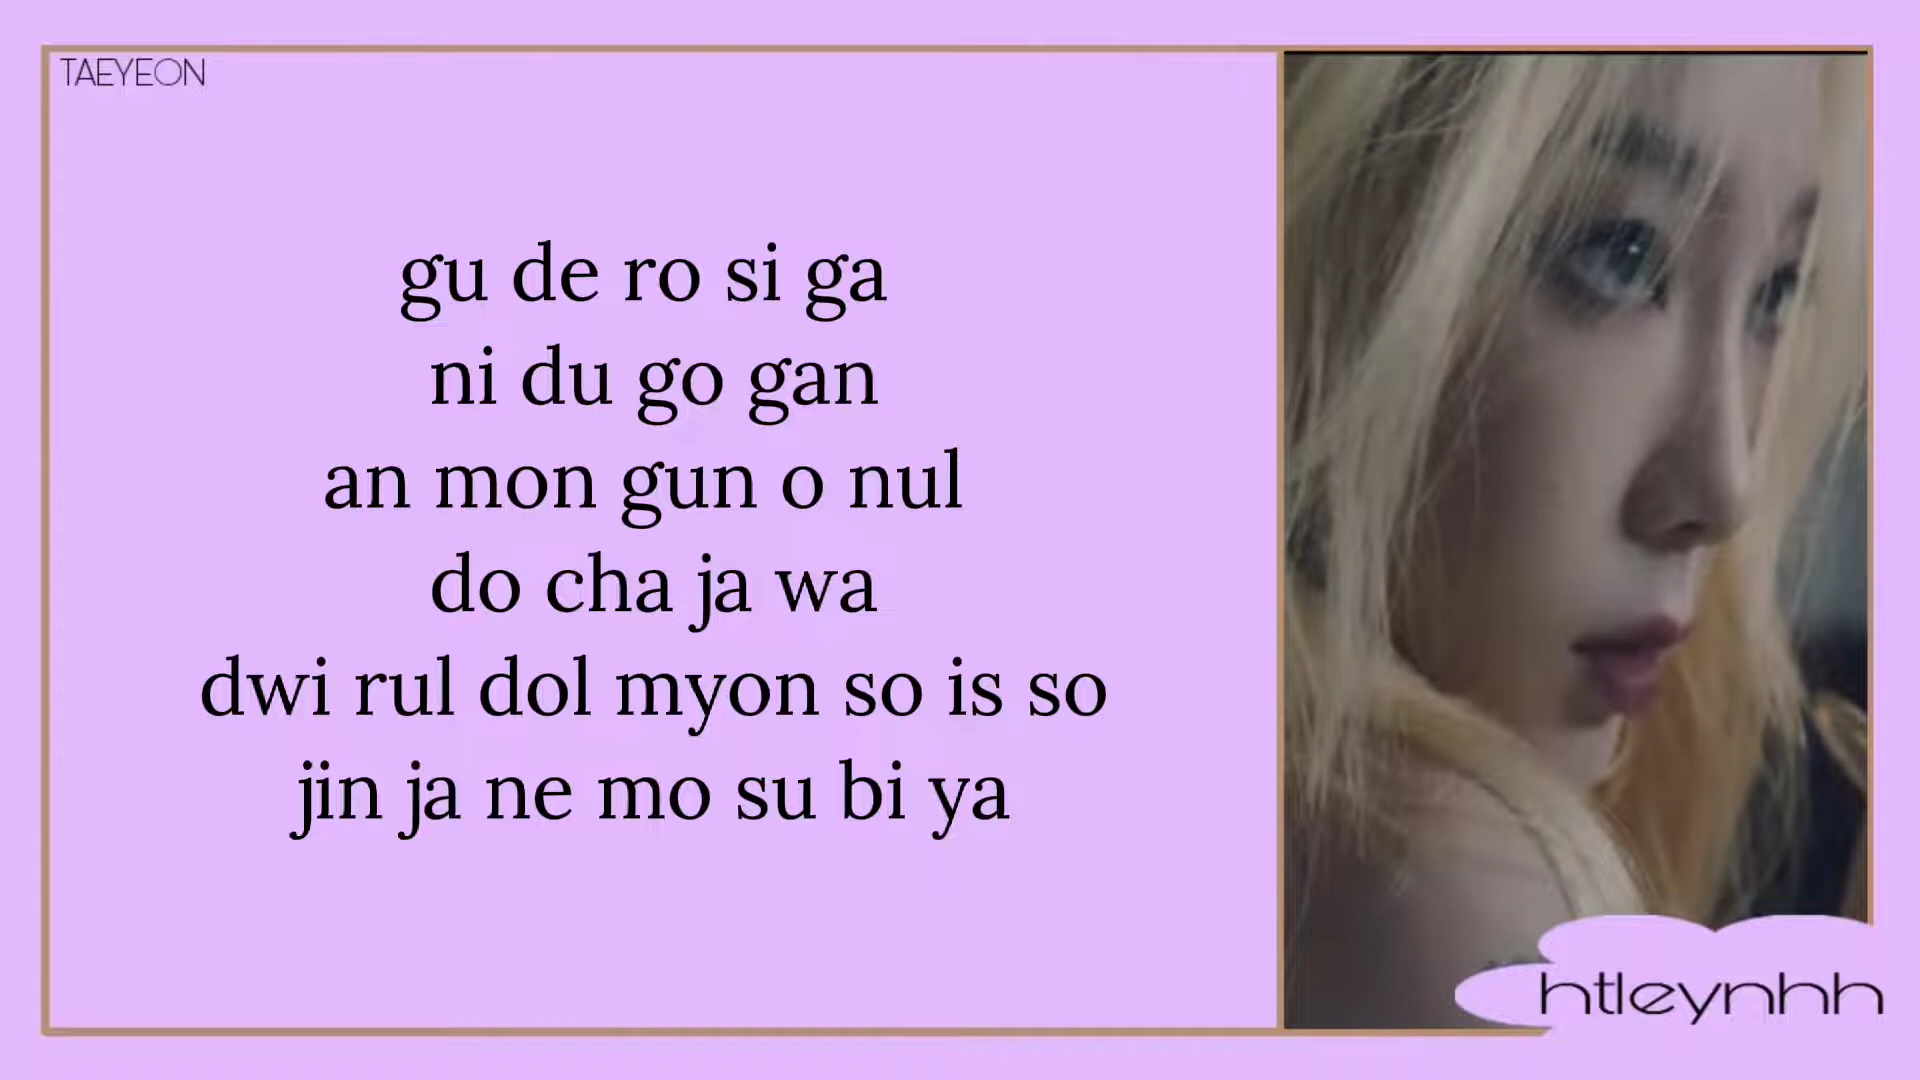 TAEYEON
gu de ro si ga
ni du go gan
an mon gun o nul
do cha ja wa
dwi rul dol myon so is so
jin ja ne mo su bi ya
htleynhh